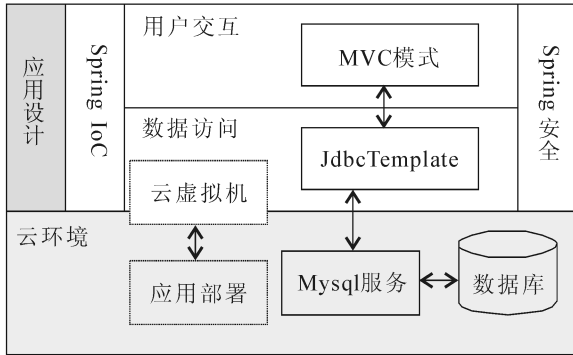 应用设计
Spring IoC
用户交互
MVC模式
Spring安全
数据访问
JdbcTemplate
云虚拟机
云环境
应用部署
Mysql服务
数据库